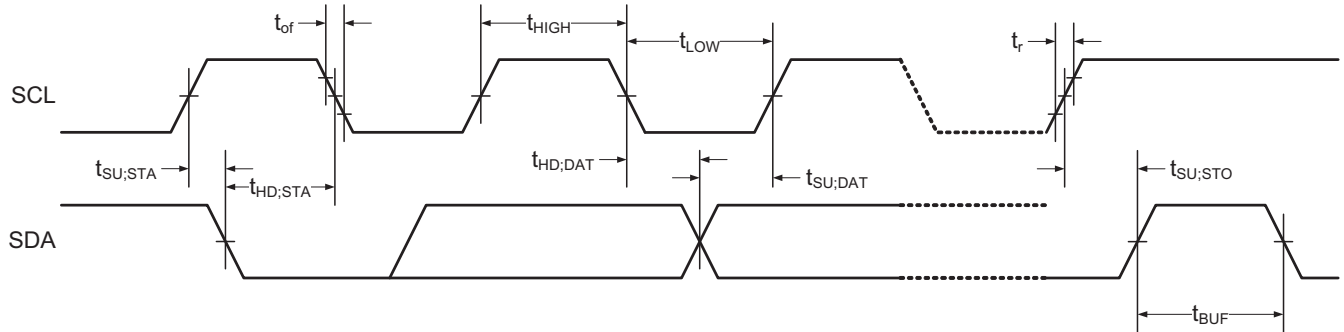 t_of
t_HIGH
t_LOW
t_r
SCL
t_SU;STA
t_HD;STA
t_HD;DAT
t_SU;DAT
t_SU;STO
SDA
t_BUF